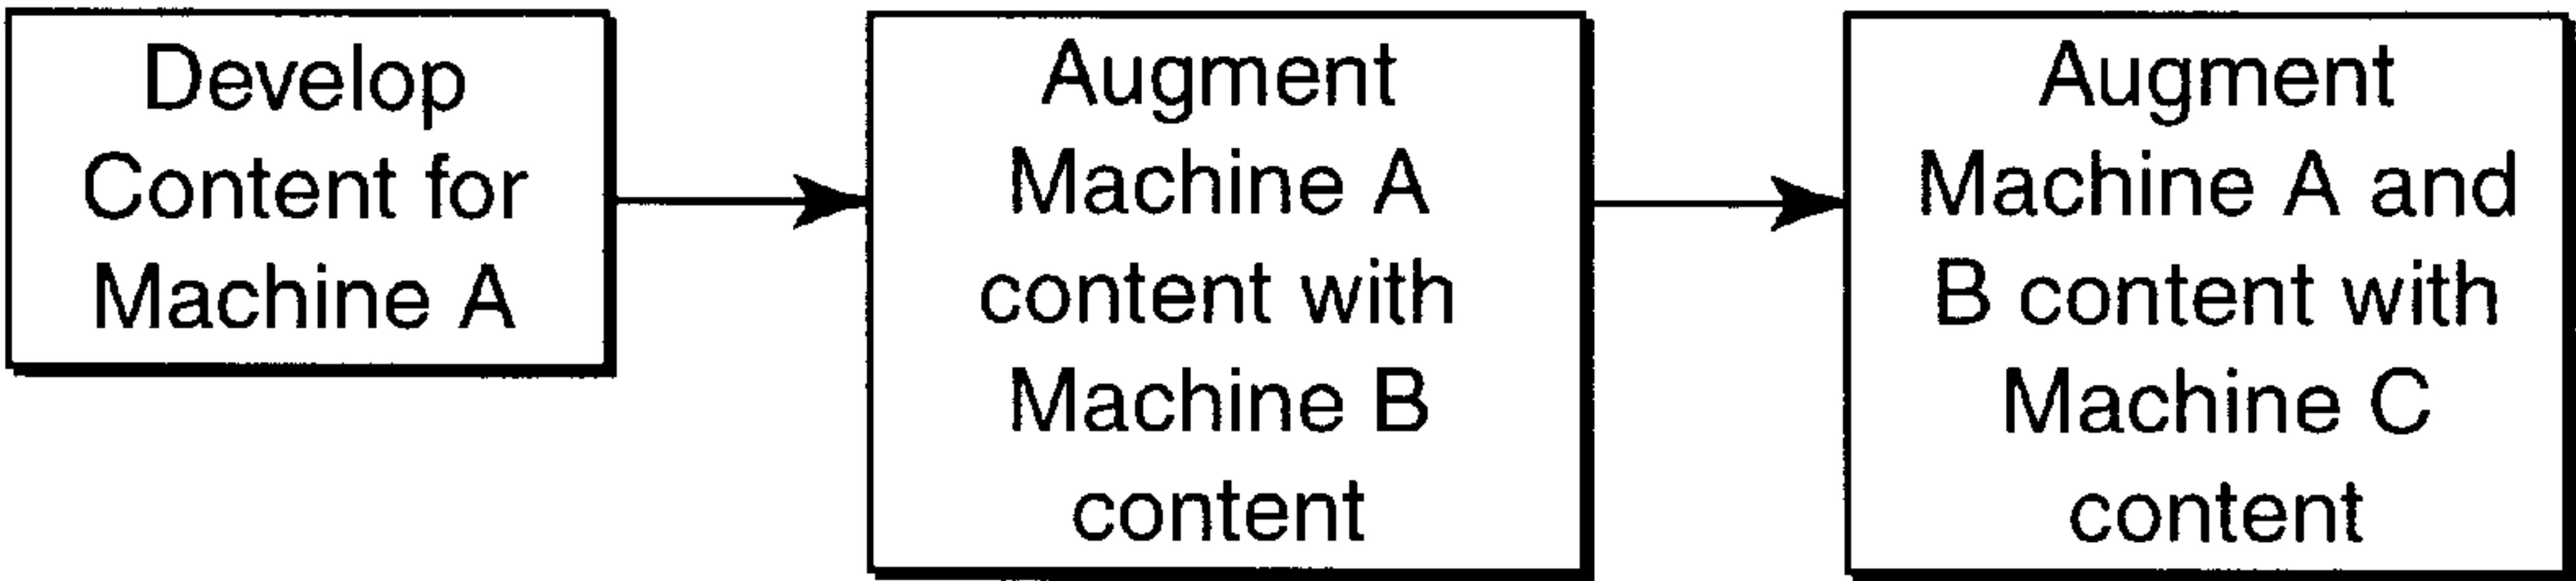 Develop
Content for
Machine A
Augment
Machine A
content with
Machine B
content
Augment
Machine A and
B content with
Machine C
content